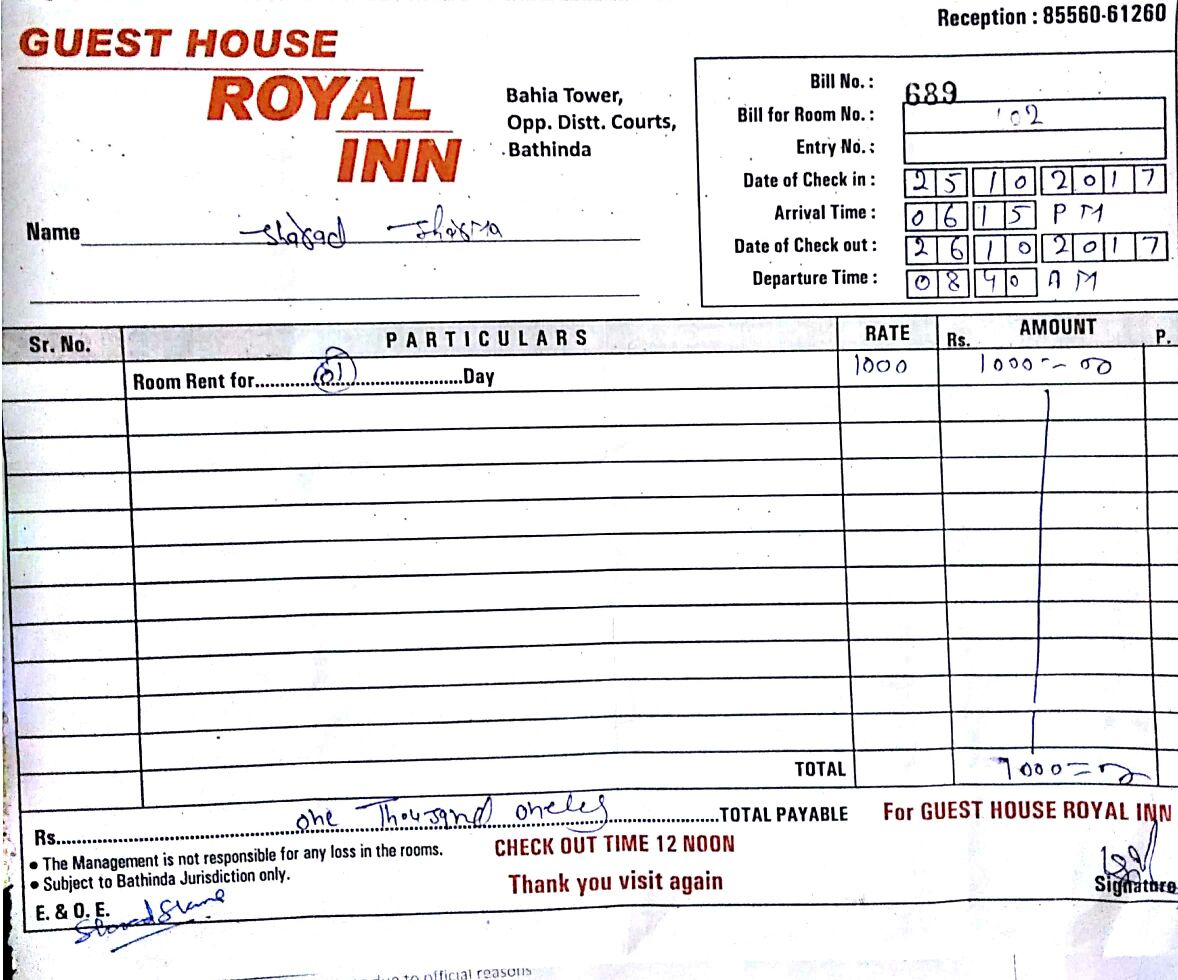 Reception : 85560-61260
GUEST HOUSE
ROYAL
INN
Bahia Tower,
Opp. Distt. Courts,
Bathinda
Bill No. : 689
Bill for Room No. : 102
Entry No. :
Date of Check in : 25 10 2017
Arrival Time : 06 15 PM
Date of Check out : 26 10 2017
Departure Time : 08 40 AM
Name Sharad Sharma
Sr. No. PARTICULARS RATE Rs. AMOUNT P.
Room Rent for..........01..........Day 1000 1000-00
TOTAL 1000=00
Rs. one Thousand onely TOTAL PAYABLE
For GUEST HOUSE ROYAL INN
• The Management is not responsible for any loss in the rooms.
• Subject to Bathinda Jurisdiction only.
CHECK OUT TIME 12 NOON
Thank you visit again
Signature
E. & O. E.
to official reasons